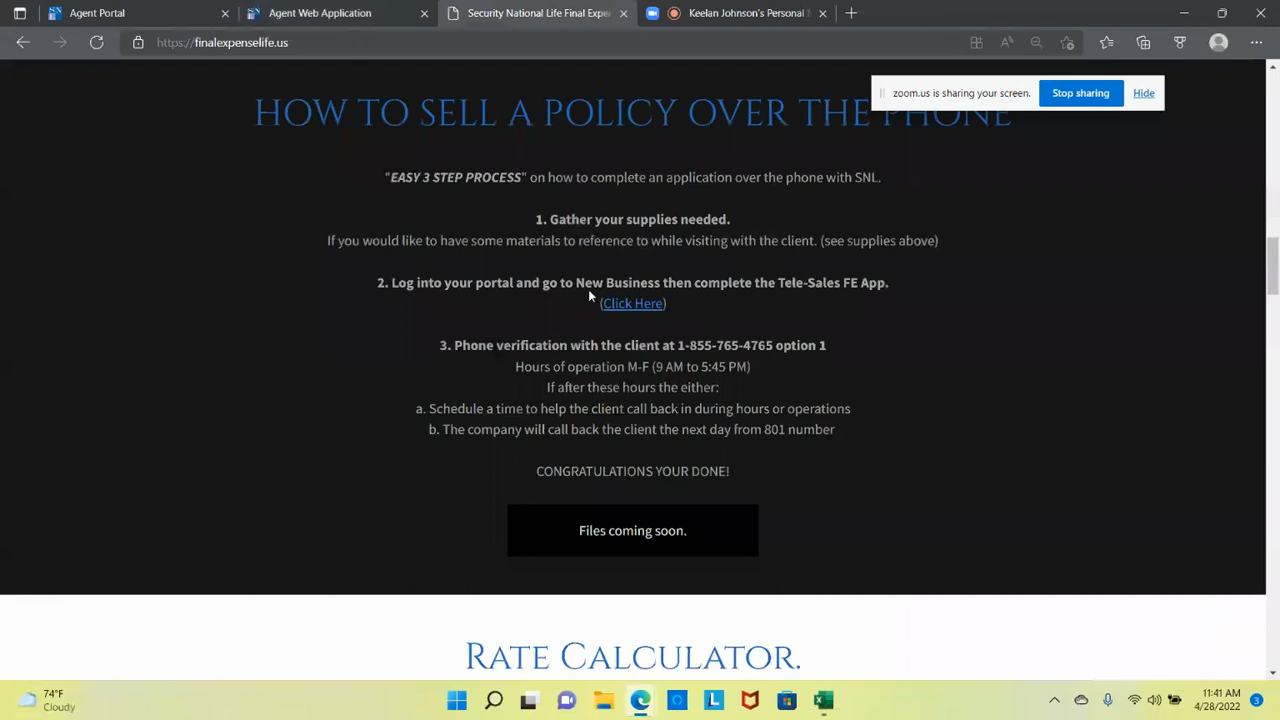 Agent Portal
Agent Web Application
Security National Life Final Expe
Keelan Johnson's Personal M
https://finalexpenselife.us
zoom.us is sharing your screen.
Stop sharing
Hide
HOW TO SELL A POLICY OVER THE PHONE
"EASY 3 STEP PROCESS" on how to complete an application over the phone with SNL.
1. Gather your supplies needed.
If you would like to have some materials to reference to while visiting with the client. (see supplies above)
2. Log into your portal and go to New Business then complete the Tele-Sales FE App.
(Click Here)
3. Phone verification with the client at 1-855-765-4765 option 1
Hours of operation M-F (9 AM to 5:45 PM)
If after these hours the either:
a. Schedule a time to help the client call back in during hours or operations
b. The company will call back the client the next day from 801 number
CONGRATULATIONS YOUR DONE!
Files coming soon.
RATE CALCULATOR.
74°F
Cloudy
11:41 AM
4/28/2022
3